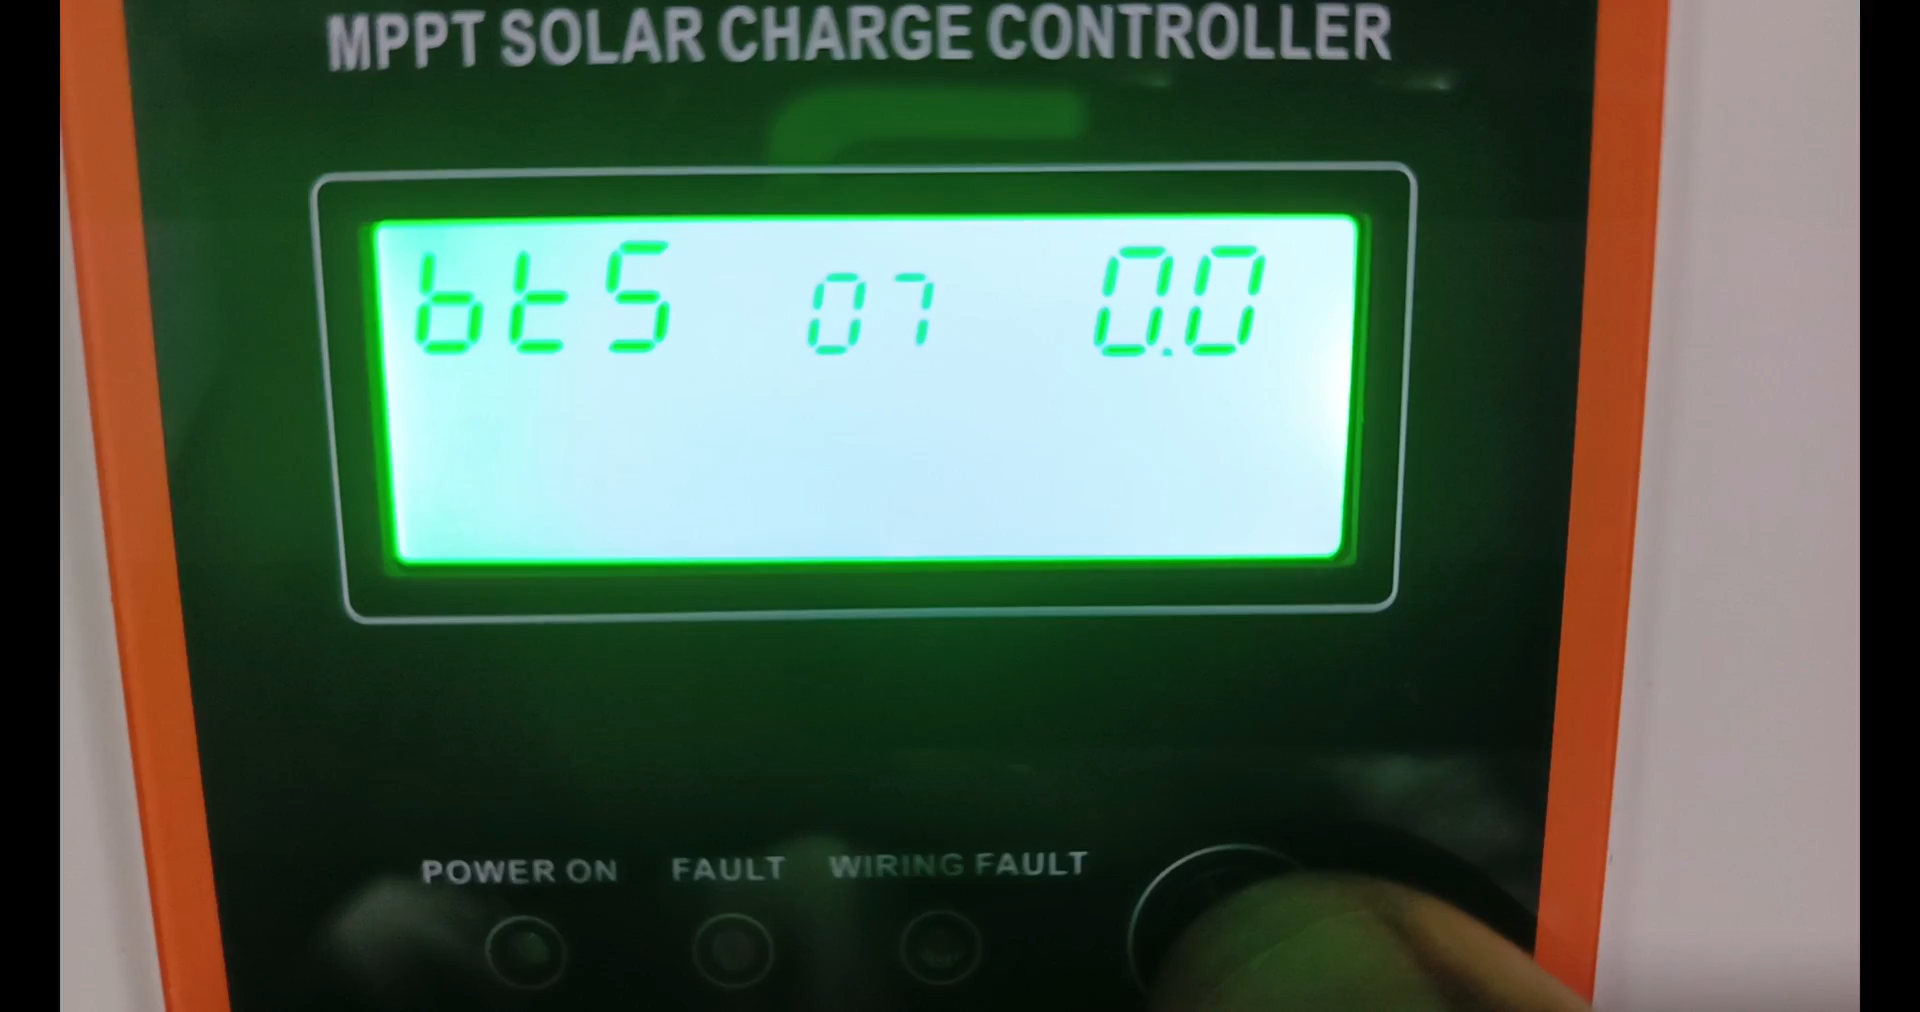 MPPT SOLAR CHARGE CONTROLLER
btS 07 0.0
POWER ON FAULT WIRING FAULT